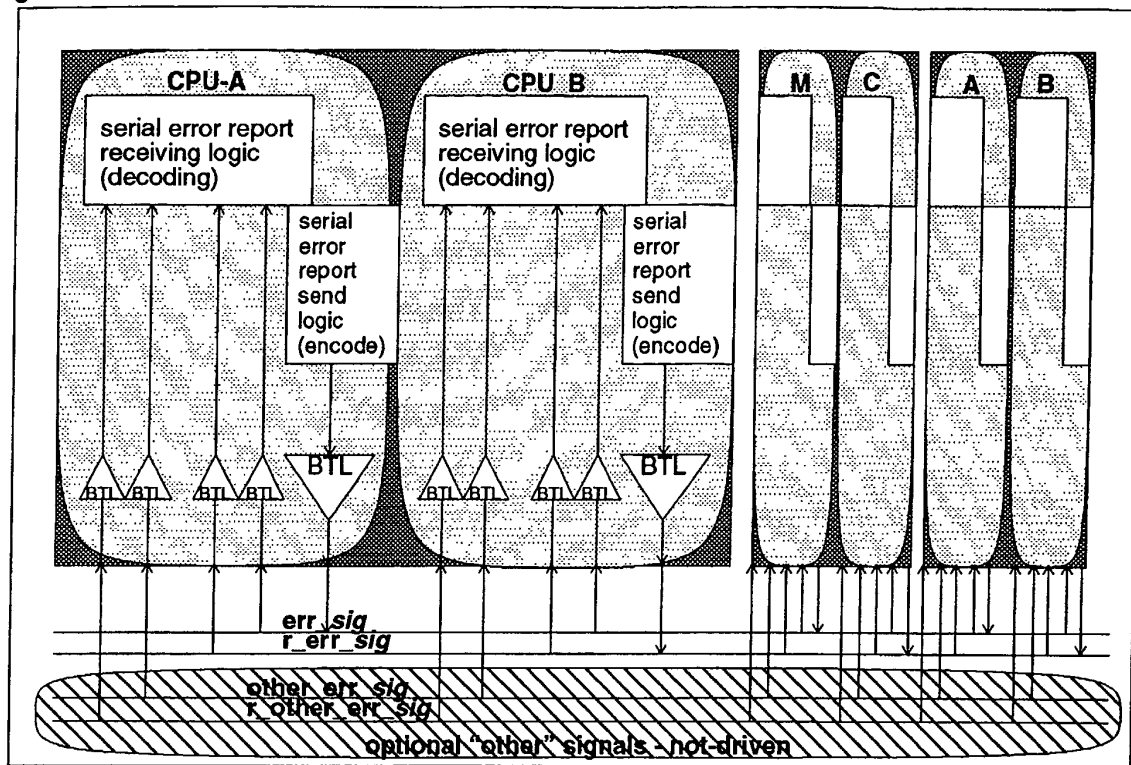 CPU-A
CPU B
M
C
A
B
serial error report
receiving logic
(decoding)
serial error report
receiving logic
(decoding)
serial
error
report
send
logic
(encode)
serial
error
report
send
logic
(encode)
BTL
BTL
BTL
BTL
BTL
BTL
BTL
BTL
BTL
BTL
err_sig
r_err_sig
other_err_sig
r_other_err_sig
optional "other" signals - not-driven